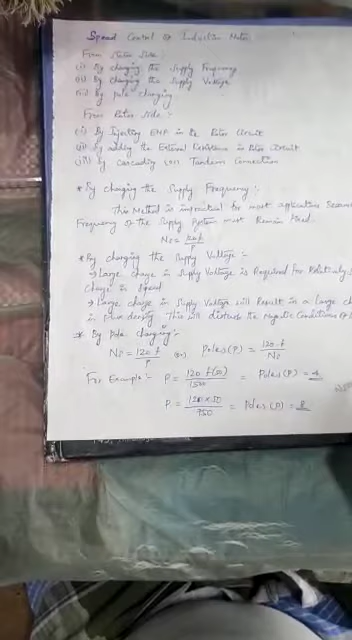 Speed Control of Induction Motor
From Stator Side :-
(i) By changing the Supply Frequency
(ii) By changing the Supply Voltage
(iii) By pole changing
From Rotor Side :-
(i) By Injecting EMF in the Rotor Circuit
(ii) By adding the External Resistance in Rotor Circuit
(iii) By cascading Tandem Connection
* By changing the Supply Frequency :-
This Method is impractical for most applications
Frequency of the Supply System must Remain Fixed.
Ns = 120f/P
* By changing the Supply Voltage :-
→ Large change in Supply Voltage is Required for Relatively
change in Speed
→ Large change in Supply Voltage will Result in a large
in Flux density. This will disturb the Magnetic Conditions of
* By Pole changing :-
Ns = 120 f/P (or) Poles (P) = 120 f/Ns
For Example :- P = 120 f(50)/1500 = Poles (P) = 4
P = 120 x 50/750 = Poles (P) = 8